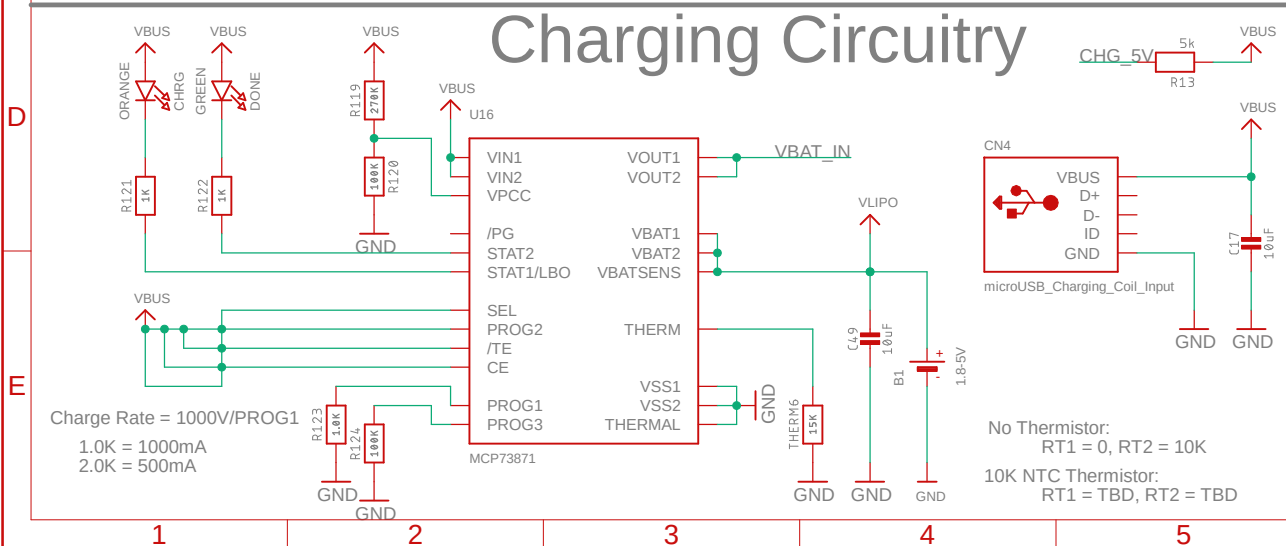 Charging Circuitry
VBUS
VBUS
VBUS
VBUS
VBUS
5k
CHG_5V
R13
ORANGE
CHRG
GREEN
DONE
R119
270K
R120
100K
GND
R121
1K
R122
1K
U16
VIN1
VIN2
VPCC
/PG
STAT2
STAT1/LBO
SEL
PROG2
/TE
CE
PROG1
PROG3
VOUT1
VOUT2
VBAT1
VBAT2
VBATSENS
THERM
VSS1
VSS2
THERMAL
MCP73871
VBAT_IN
VLIPO
VBUS
CN4
VBUS
D+
D-
ID
GND
microUSB_Charging_Coil_Input
C17
10uF
GND
GND
VBUS
C49
10uF
B1
+
-
1.8-5V
GND
THERM6
15K
GND
GND
GND
R123
1.0K
R124
100K
GND
GND
Charge Rate = 1000V/PROG1
1.0K = 1000mA
2.0K = 500mA
No Thermistor:
RT1 = 0, RT2 = 10K
10K NTC Thermistor:
RT1 = TBD, RT2 = TBD
D
E
1
2
3
4
5